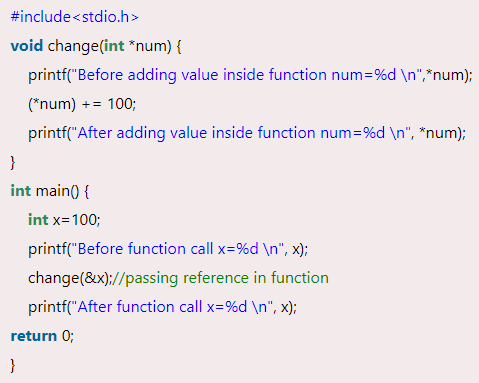 #include<stdio.h>
void change(int *num) {
printf("Before adding value inside function num=%d \n",*num);
(*num) += 100;
printf("After adding value inside function num=%d \n", *num);
}
int main() {
int x=100;
printf("Before function call x=%d \n", x);
change(&x);//passing reference in function
printf("After function call x=%d \n", x);
return 0;
}